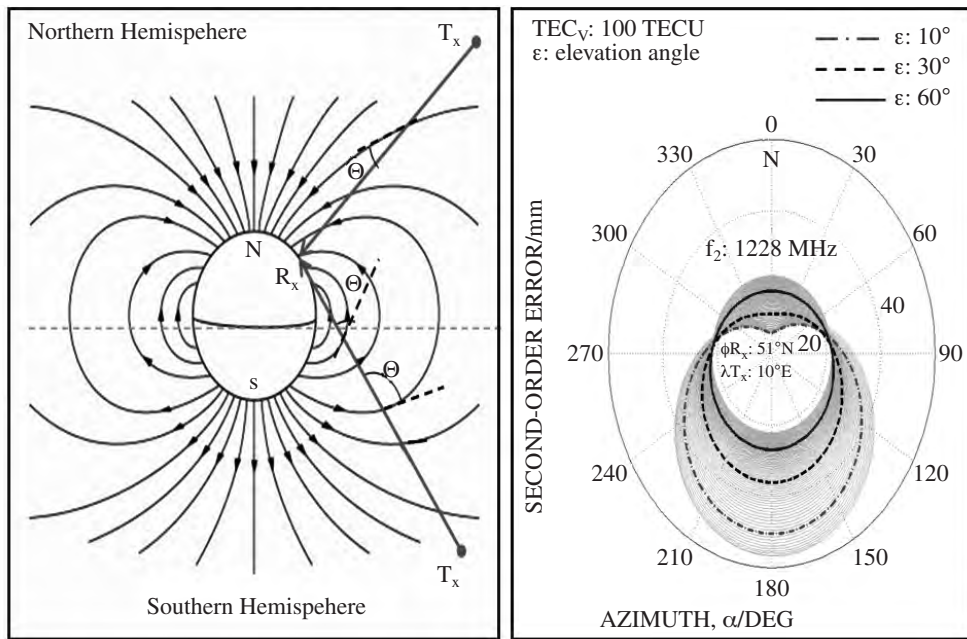 Northern Hemispehere
Tx
Θ
N
Rx
Θ
Θ
s
Tx
Southern Hemispehere
TECV: 100 TECU
ε: elevation angle
ε: 10°
ε: 30°
ε: 60°
0
N
330
30
300
60
f2: 1228 MHz
40
20
ϕRx: 51°N
λTx: 10°E
270
90
240
120
210
150
180
SECOND-ORDER ERROR/mm
AZIMUTH, α/DEG